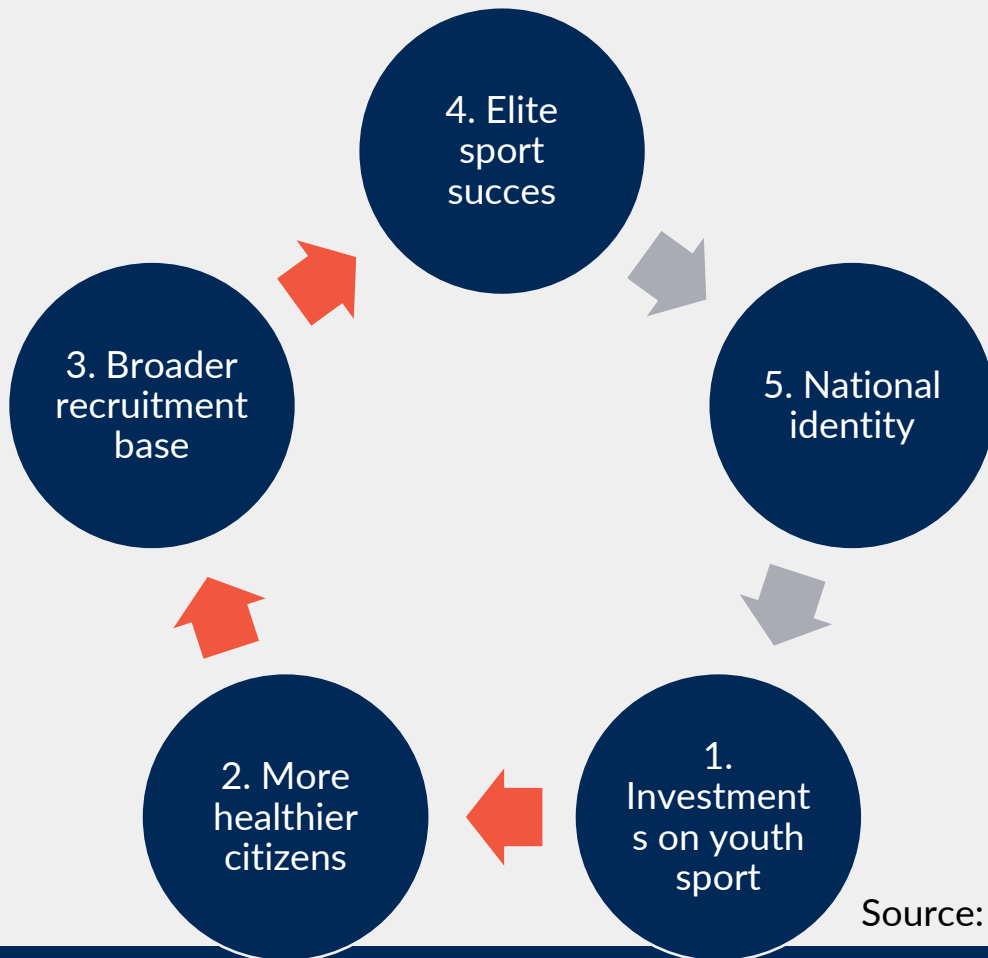 4. Elite
sport
succes
3. Broader
recruitment
base
5. National
identity
2. More
healthier
citizens
1.
Investment
s on youth
sport
Source: